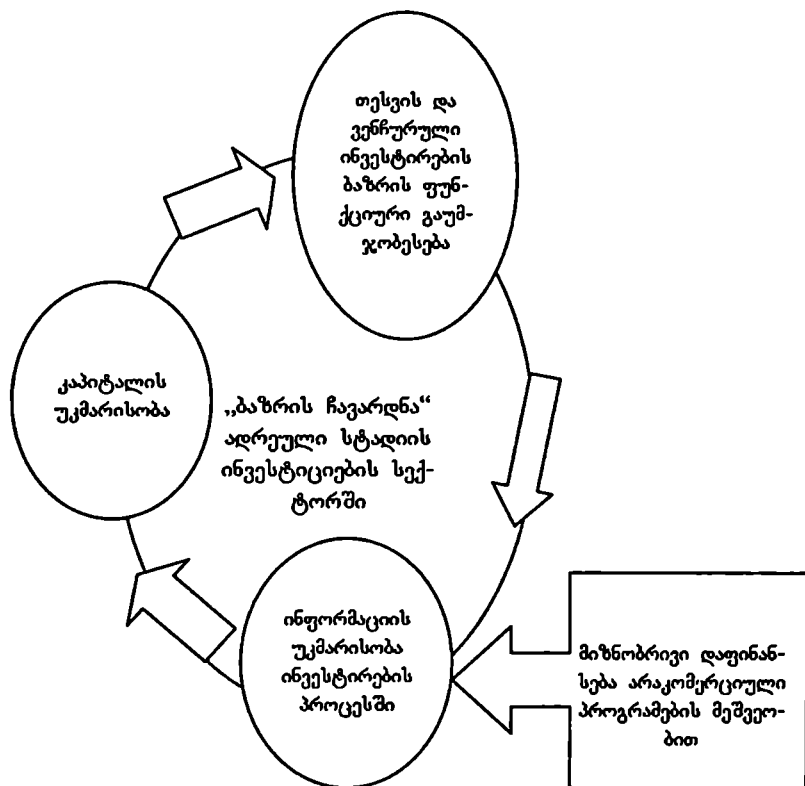 თესვის და
ვენჩურული
ინვესტირების
ბაზრის ფუნ-
ქციური გაუმ-
ჯობესება
კაპიტალის
უკმარისობა
„ბაზრის ჩავარდნა“
ადრეული სტადიის
ინვესტიციების სექ-
ტორში
ინფორმაციის
უკმარისობა
ინვესტირების
პროცესში
მიზნობრივი დაფინან-
სება არაკომერციული
პროგრამების მეშვეო-
ბით